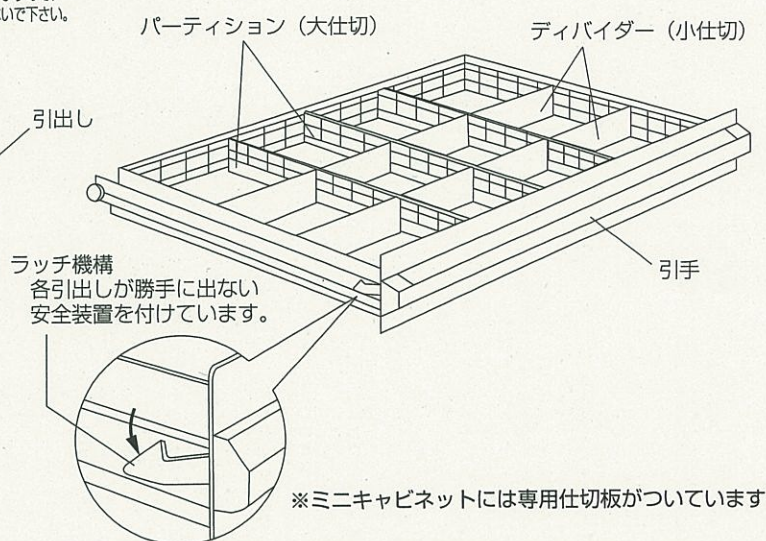 いで下さい。
パーティション（大仕切）
ディバイダー（小仕切）
引出し
引手
ラッチ機構
各引出しが勝手に出ない
安全装置を付けています。
※ミニキャビネットには専用仕切板がついています